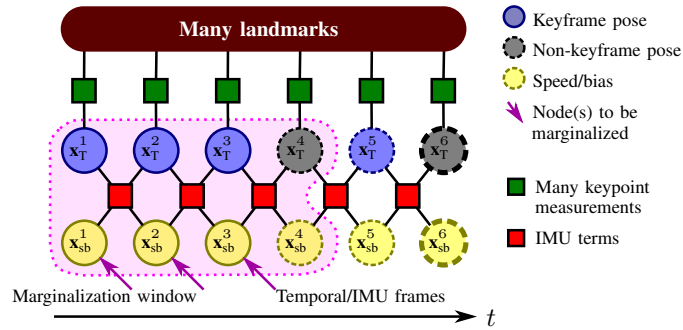 Many landmarks
Keyframe pose
Non-keyframe pose
Speed/bias
Node(s) to be
marginalized
Many keypoint
measurements
IMU terms
x_T^1 x_T^2 x_T^3 x_T^4 x_T^5 x_T^6
x_sb^1 x_sb^2 x_sb^3 x_sb^4 x_sb^5 x_sb^6
Marginalization window Temporal/IMU frames
t